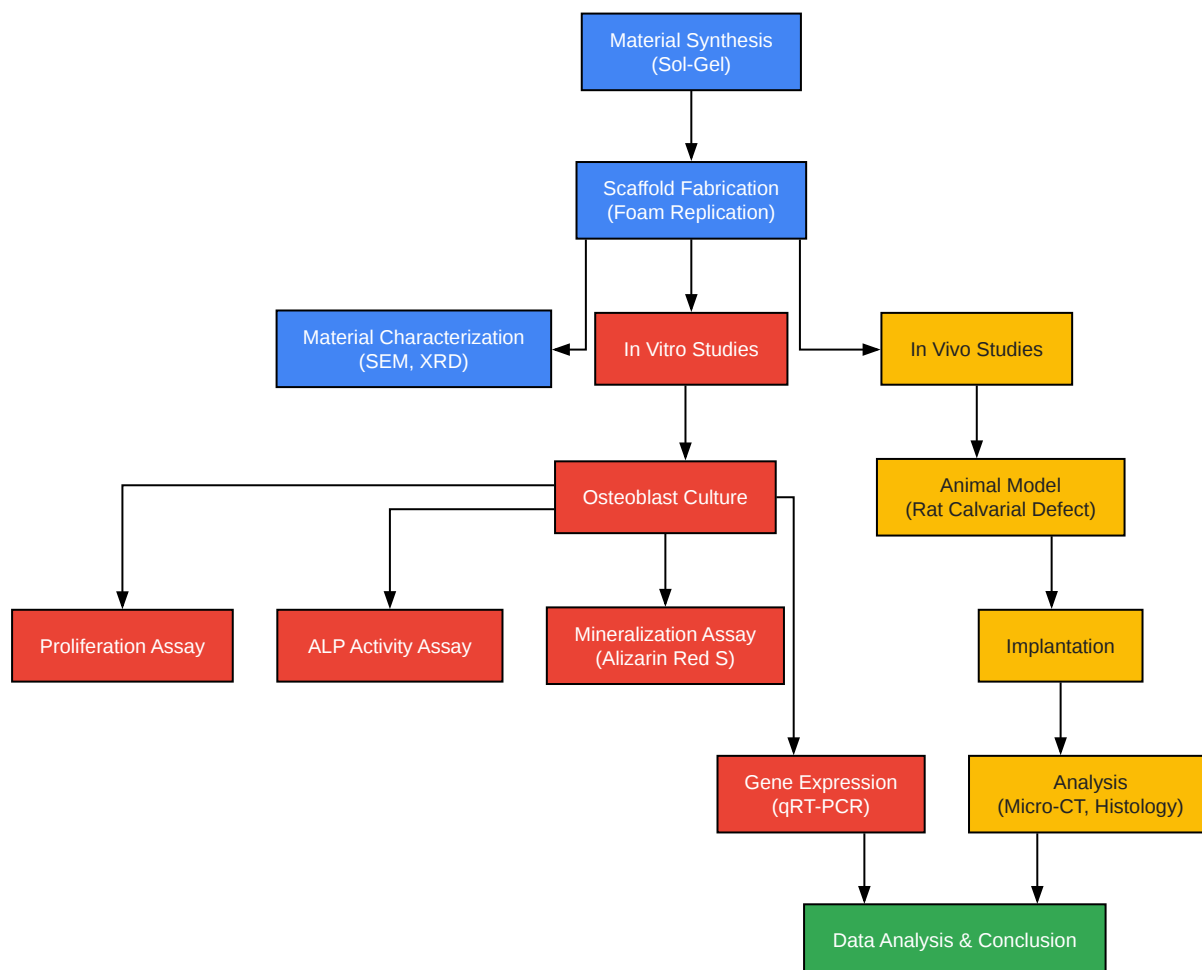 Material Synthesis
(Sol-Gel)
Scaffold Fabrication
(Foam Replication)
Material Characterization
(SEM, XRD)
In Vitro Studies
In Vivo Studies
Osteoblast Culture
Animal Model
(Rat Calvarial Defect)
Proliferation Assay
ALP Activity Assay
Mineralization Assay
(Alizarin Red S)
Implantation
Gene Expression
(qRT-PCR)
Analysis
(Micro-CT, Histology)
Data Analysis & Conclusion